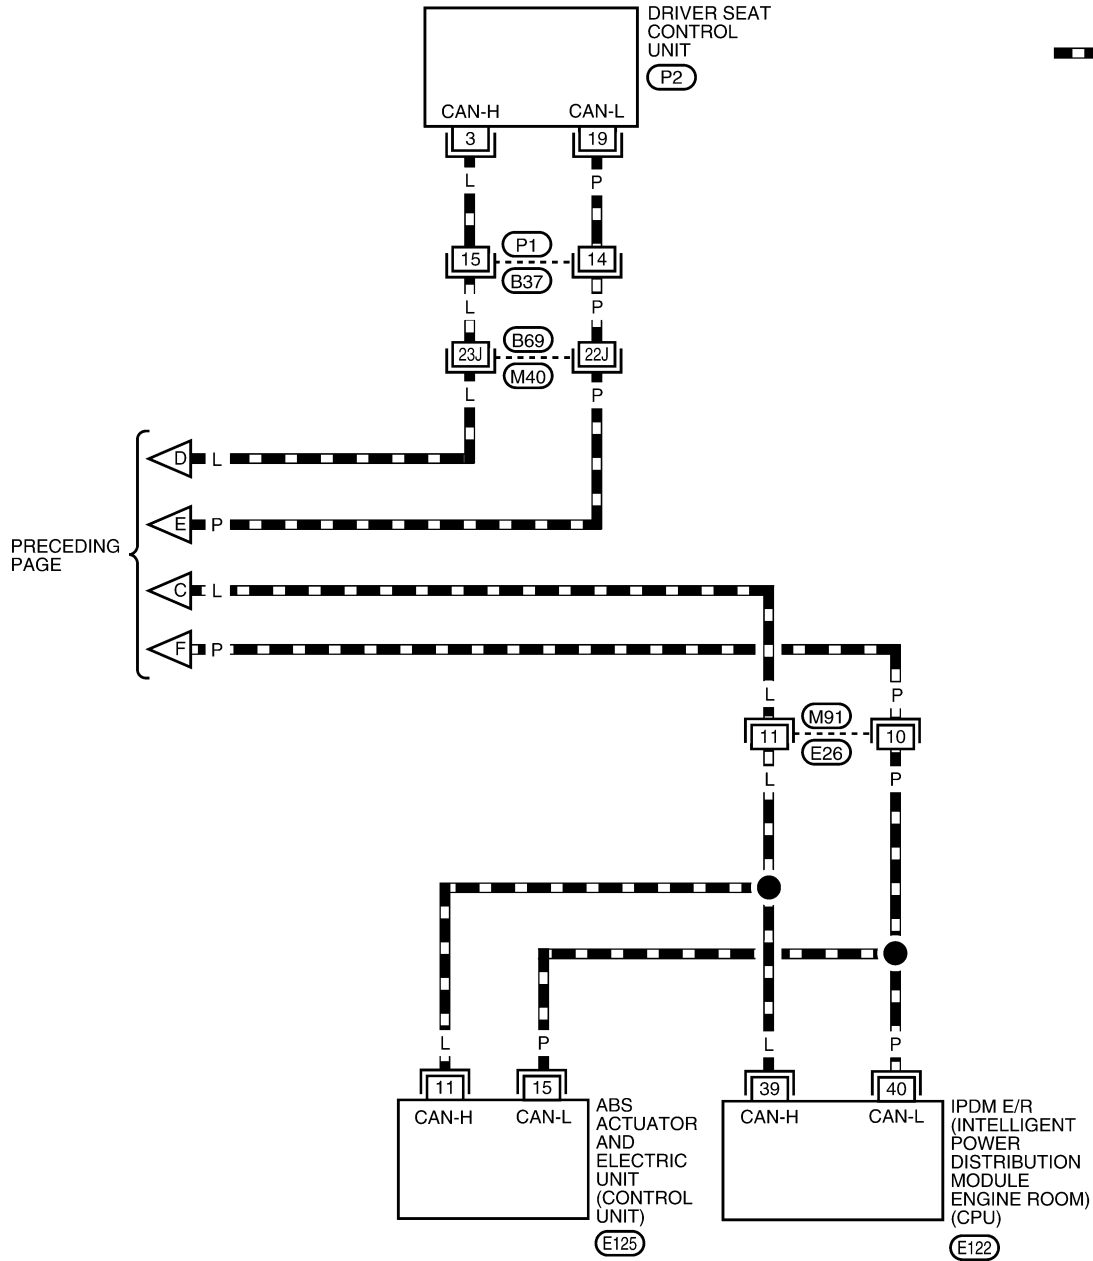 DRIVER SEAT
CONTROL
UNIT
P2
CAN-H CAN-L
3 19
L P
15 P1 14
B37
L P
23J B69 22J
M40
L P
D L
E P
PRECEDING
PAGE
C L
F P
L P
11 M91 10
E26
L P
L P L P
11 15 39 40
CAN-H CAN-L
ABS
ACTUATOR
AND
ELECTRIC
UNIT
(CONTROL
UNIT)
E125
CAN-H CAN-L
IPDM E/R
(INTELLIGENT
POWER
DISTRIBUTION
MODULE
ENGINE ROOM)
(CPU)
E122